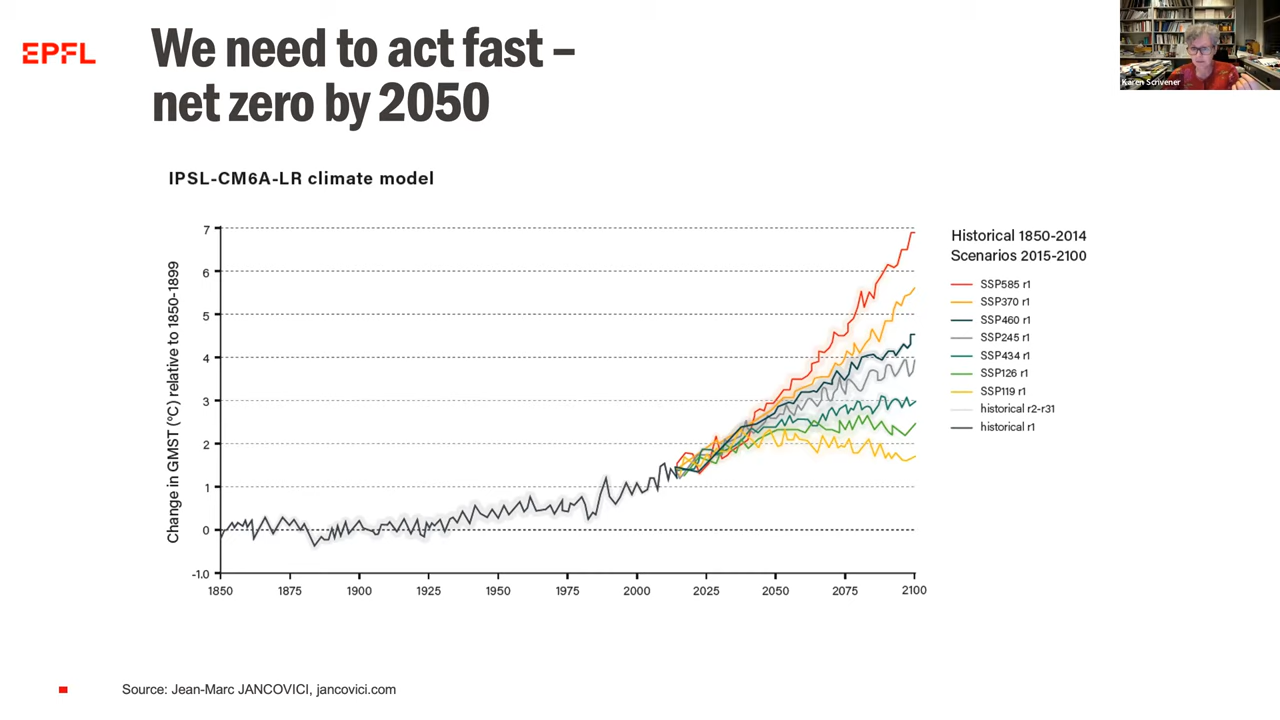 EPFL
We need to act fast –
net zero by 2050
Karen Scrivener
IPSL-CM6A-LR climate model
Change in GMST (°C) relative to 1850-1899
7
6
5
4
3
2
1
0
-1.0
1850 1875 1900 1925 1950 1975 2000 2025 2050 2075 2100
Historical 1850-2014
Scenarios 2015-2100
SSP585 r1
SSP370 r1
SSP460 r1
SSP245 r1
SSP434 r1
SSP126 r1
SSP119 r1
historical r2-r31
historical r1
Source: Jean-Marc JANCOVICI, jancovici.com